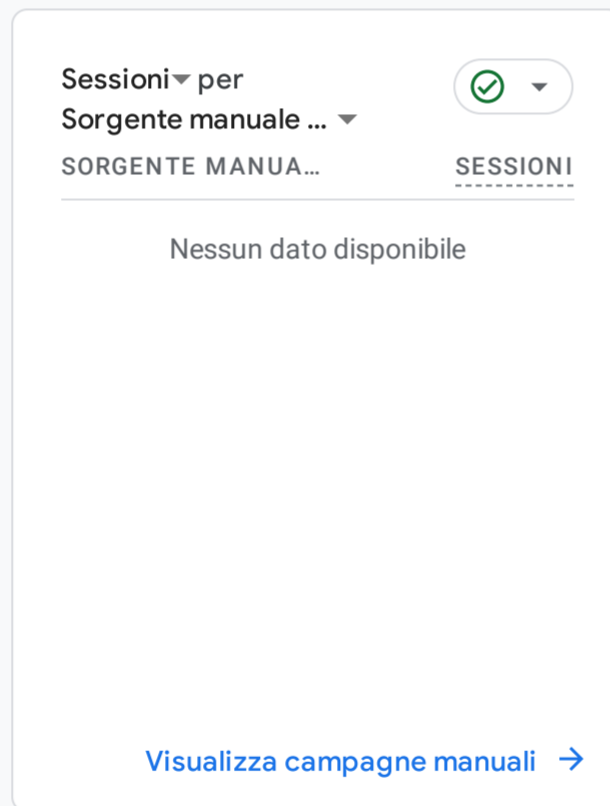 Sessioni per
Sorgente manuale ...
SORGENTE MANUA... SESSIONI
Nessun dato disponibile
Visualizza campagne manuali